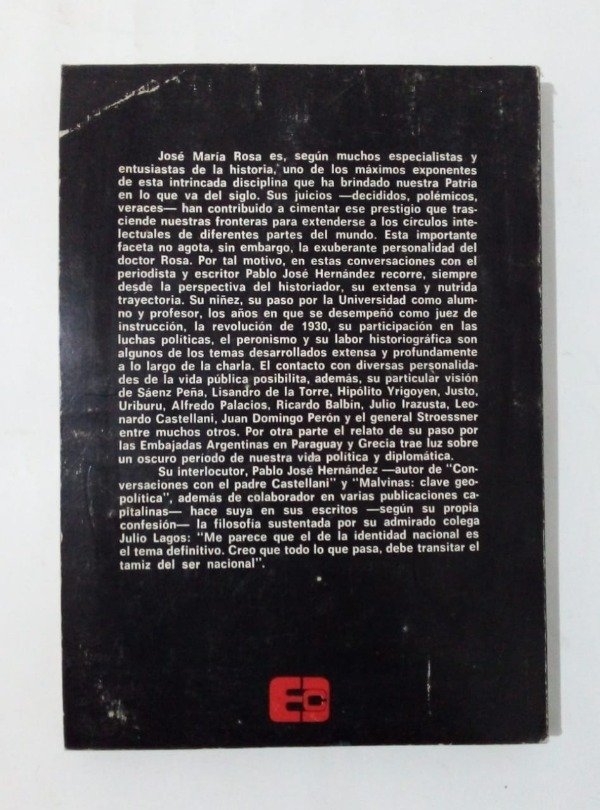 José María Rosa es, según muchos especialistas y
entusiastas de la historia, uno de los máximos exponentes
de esta intrincada disciplina que ha brindado nuestra Patria
en lo que va del siglo. Sus juicios —decididos, polémicos,
veraces— han contribuido a cimentar ese prestigio que tras-
ciende nuestras fronteras para extenderse a los círculos inte-
lectuales de diferentes partes del mundo. Esta importante
faceta no agota, sin embargo, la exuberante personalidad del
doctor Rosa. Por tal motivo, en estas conversaciones con el
periodista y escritor Pablo José Hernández recorre, siempre
desde la perspectiva del historiador, su extensa y nutrida
trayectoria. Su niñez, su paso por la Universidad como alum-
no y profesor, los años en que se desempeñó como juez de
instrucción, la revolución de 1930, su participación en las
luchas políticas, el peronismo y su labor historiográfica son
algunos de los temas desarrollados extensa y profundamente
a lo largo de la charla. El contacto con diversas personalida-
des de la vida pública posibilita, además, su particular visión
de Sáenz Peña, Lisandro de la Torre, Hipólito Yrigoyen, Justo,
Uriburu, Alfredo Palacios, Ricardo Balbín, Julio Irazusta, Leo-
nardo Castellani, Juan Domingo Perón y el general Stroessner
entre muchos otros. Por otra parte el relato de su paso por
las Embajadas Argentinas en Paraguay y Grecia trae luz sobre
un oscuro período de nuestra vida política y diplomática.
Su interlocutor, Pablo José Hernández —autor de "Con-
versaciones con el padre Castellani" y "Malvinas: clave geo-
política", además de colaborador en varias publicaciones ca-
pitalinas— hace suya en sus escritos —según su propia
confesión— la filosofía sustentada por su admirado colega
Julio Lagos: "Me parece que el de la identidad nacional es
el tema definitivo. Creo que todo lo que pasa, debe transitar el
tamiz del ser nacional".